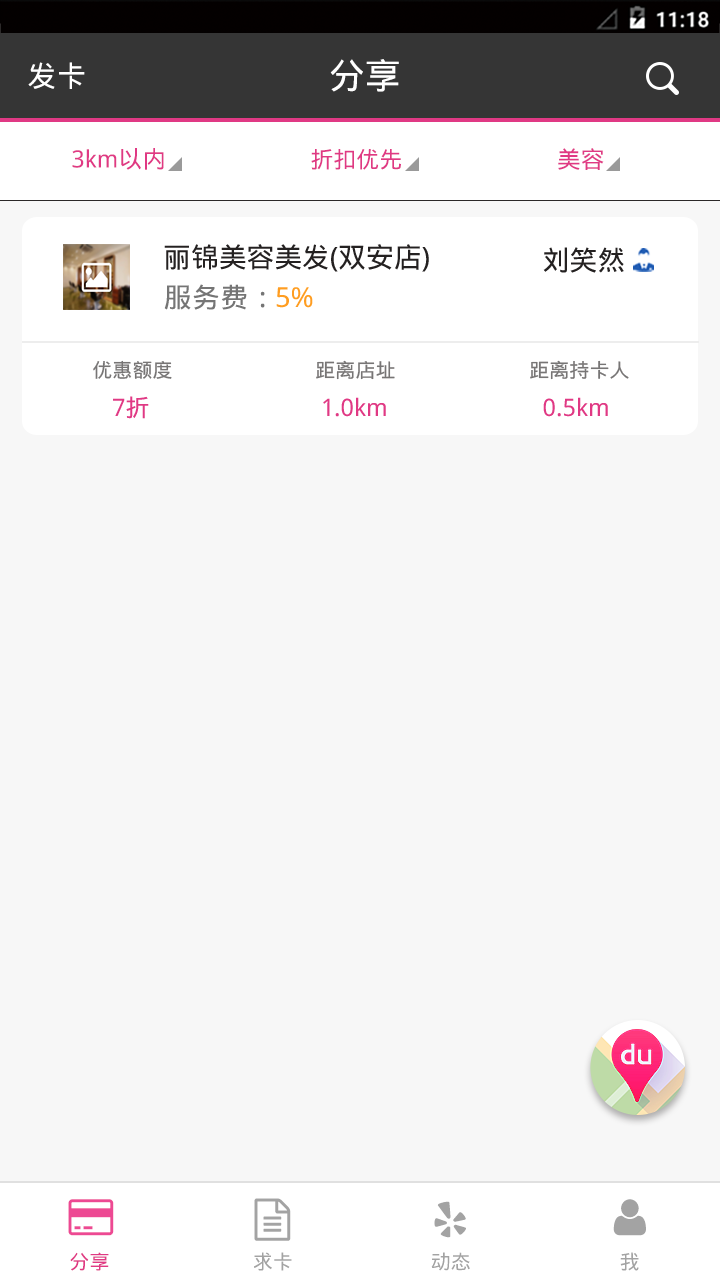 11:18
发卡 分享
3km以内 折扣优先 美容
丽锦美容美发(双安店) 刘笑然
服务费：5%
优惠额度 距离店址 距离持卡人
7折 1.0km 0.5km
du
分享 求卡 动态 我